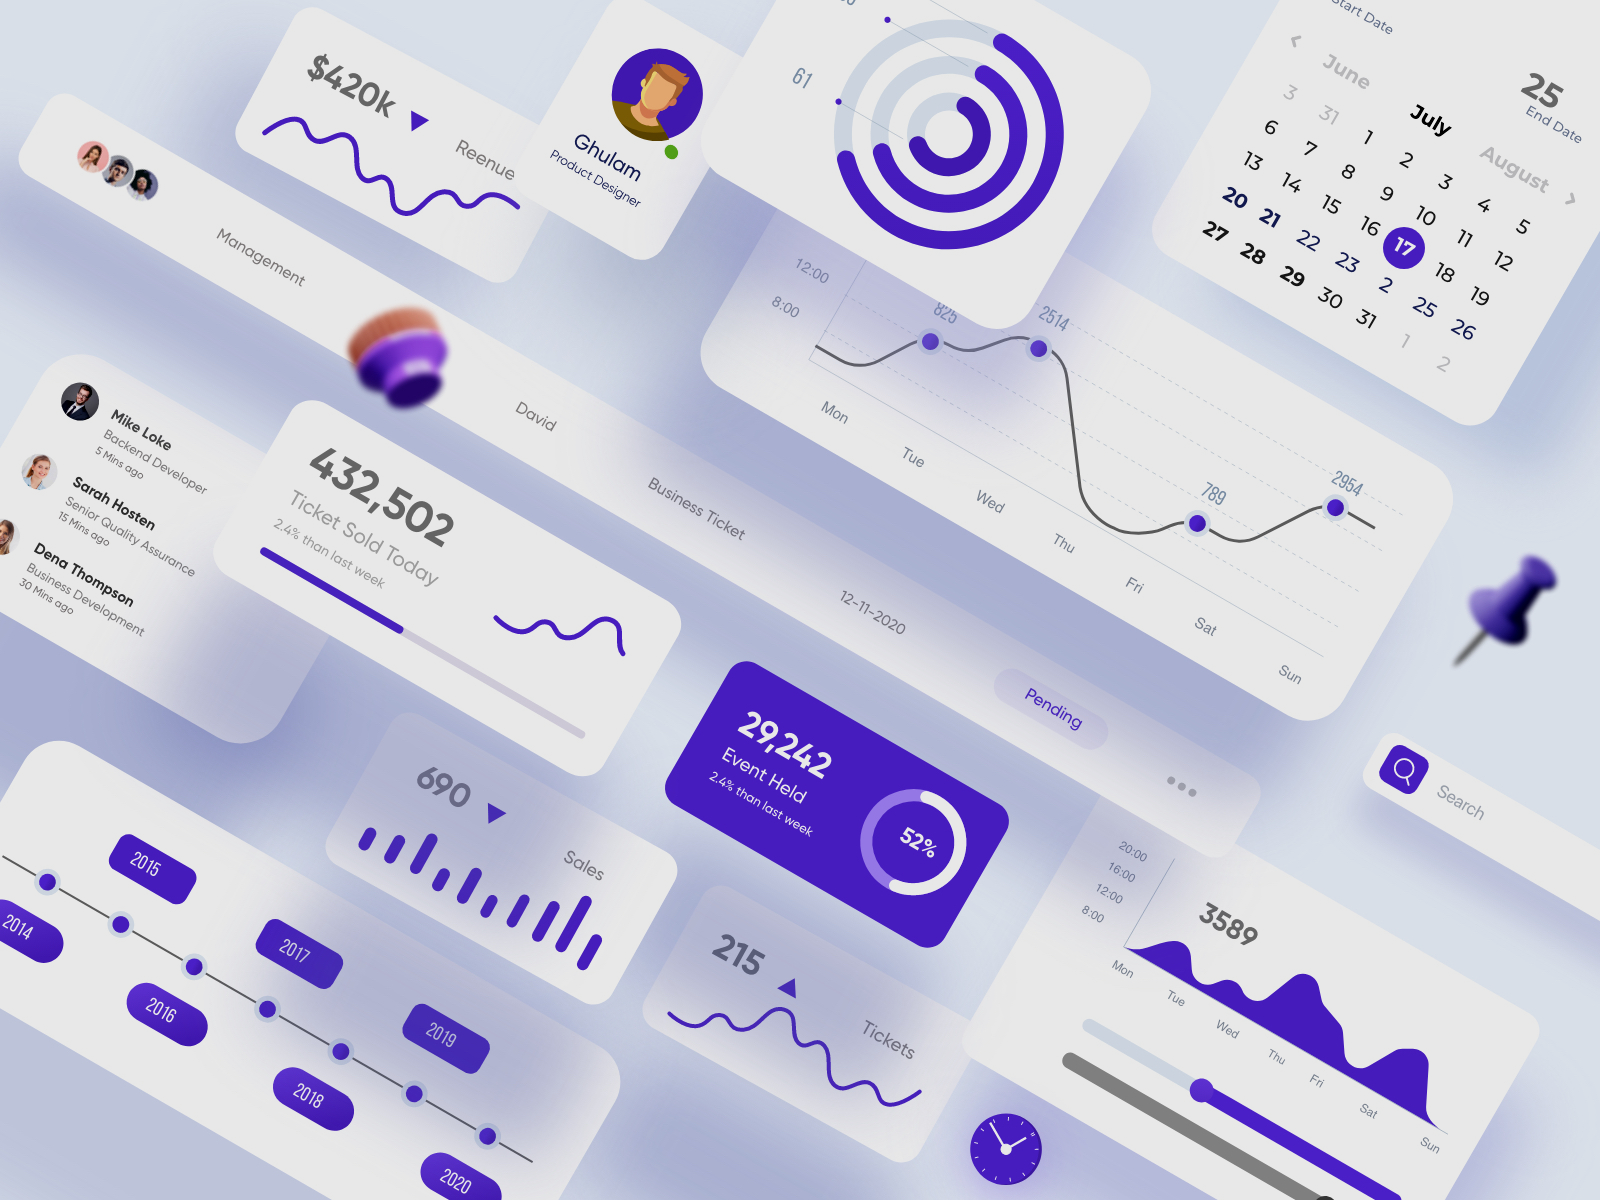 $420k
Reenue
Ghulam
Product Designer
61
Start Date
25
End Date
June
July
August
3 31 1 2 3 4 5
6 7 8 9 10 11 12
13 14 15 16 17 18 19
20 21 22 23 2 25 26
27 28 29 30 31 1 2
Management
David
Business Ticket
12-11-2020
Pending
12:00
8:00
825
2514
789
2954
Mon
Tue
Wed
Thu
Fri
Sat
Sun
Mike Loke
Backend Developer
5 Mins ago
Sarah Hosten
Senior Quality Assurance
15 Mins ago
Dena Thompson
Business Development
30 Mins ago
432,502
Ticket Sold Today
2.4% than last week
690
Sales
29,242
Event Held
2.4% than last week
52%
Search
215
Tickets
20:00
16:00
12:00
8:00
3589
Mon
Tue
Wed
Thu
Fri
Sat
Sun
2014
2015
2016
2017
2018
2019
2020